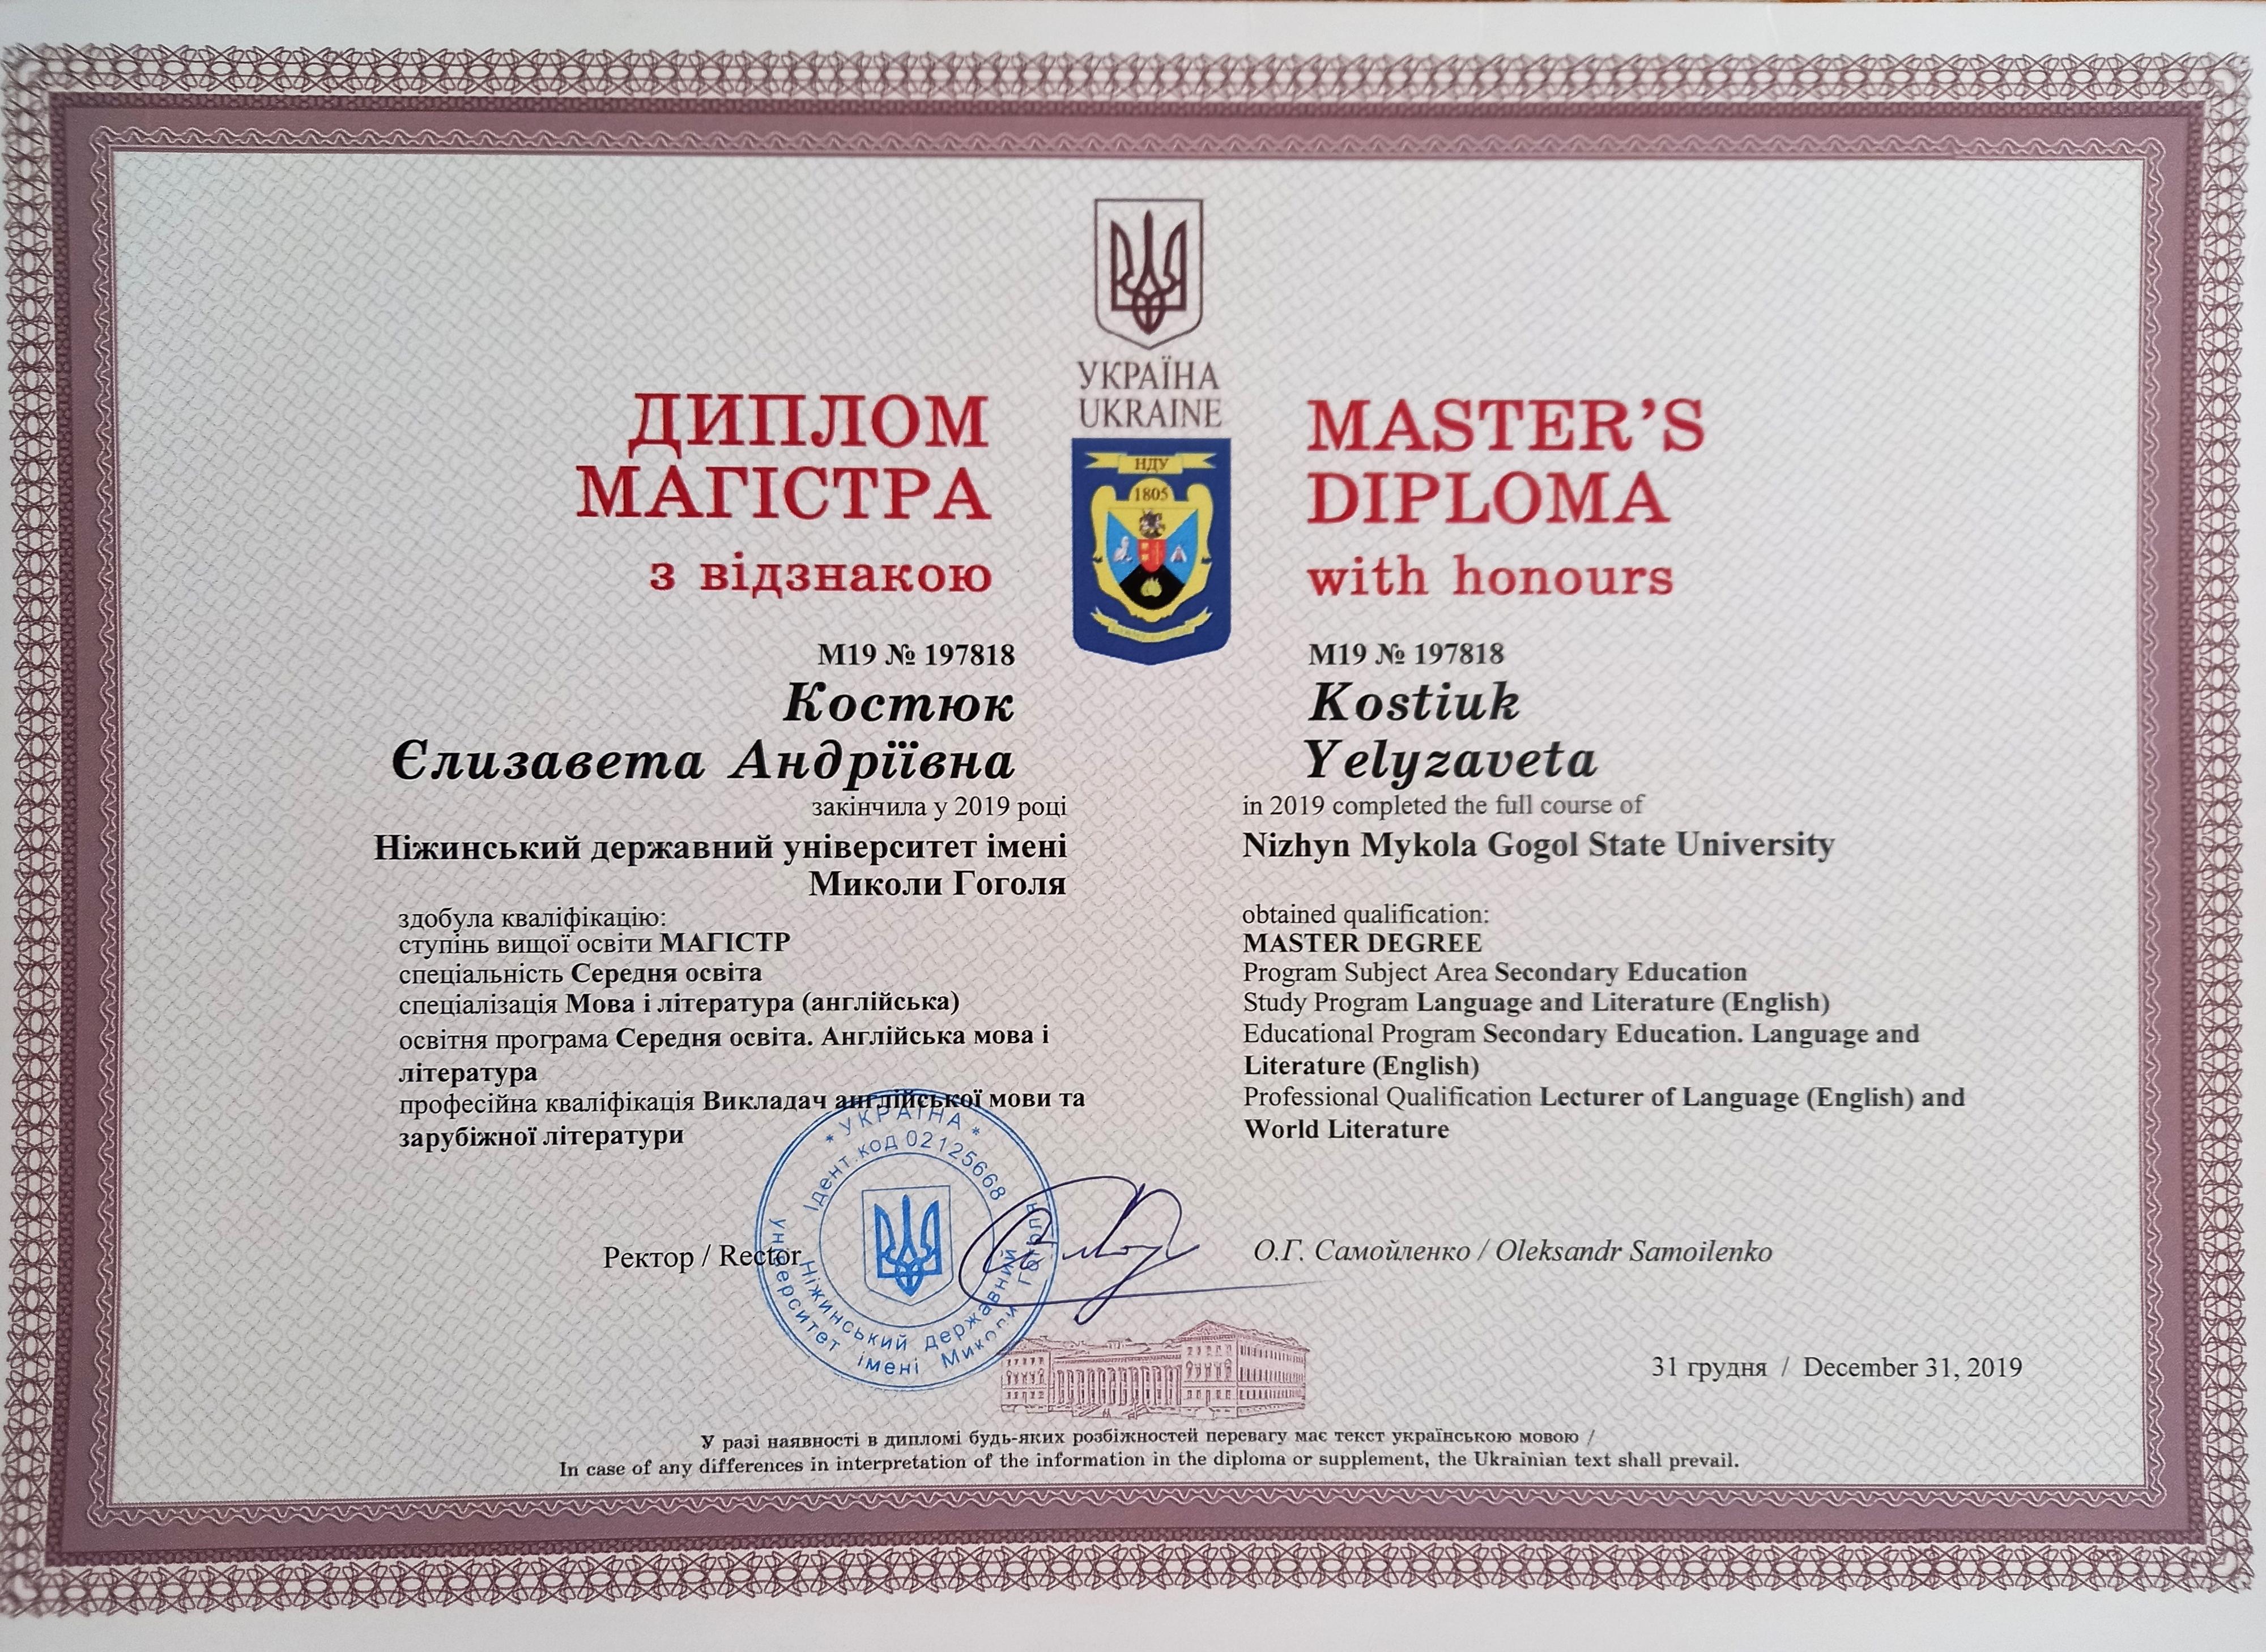 УКРАЇНА
UKRAINE
НДУ
1805
ДИПЛОМ
МАГІСТРА
з відзнакою
М19 № 197818
Костюк
Єлизавета Андріївна
закінчила у 2019 році
Ніжинський державний університет імені
Миколи Гоголя
здобула кваліфікацію:
ступінь вищої освіти МАГІСТР
спеціальність Середня освіта
спеціалізація Мова і література (англійська)
освітня програма Середня освіта. Англійська мова і
література
професійна кваліфікація Викладач англійської мови та
зарубіжної літератури
MASTER’S
DIPLOMA
with honours
М19 № 197818
Kostiuk
Yelyzaveta
in 2019 completed the full course of
Nizhyn Mykola Gogol State University
obtained qualification:
MASTER DEGREE
Program Subject Area Secondary Education
Study Program Language and Literature (English)
Educational Program Secondary Education. Language and
Literature (English)
Professional Qualification Lecturer of Language (English) and
World Literature
Ректор / Rector
О.Г. Самойленко / Oleksandr Samoilenko
* УКРАЇНА *
Ідент.код 02125668
Ніжинський державний
університет імені Миколи Гоголя
31 грудня / December 31, 2019
У разі наявності в дипломі будь-яких розбіжностей перевагу має текст українською мовою /
In case of any differences in interpretation of the information in the diploma or supplement, the Ukrainian text shall prevail.